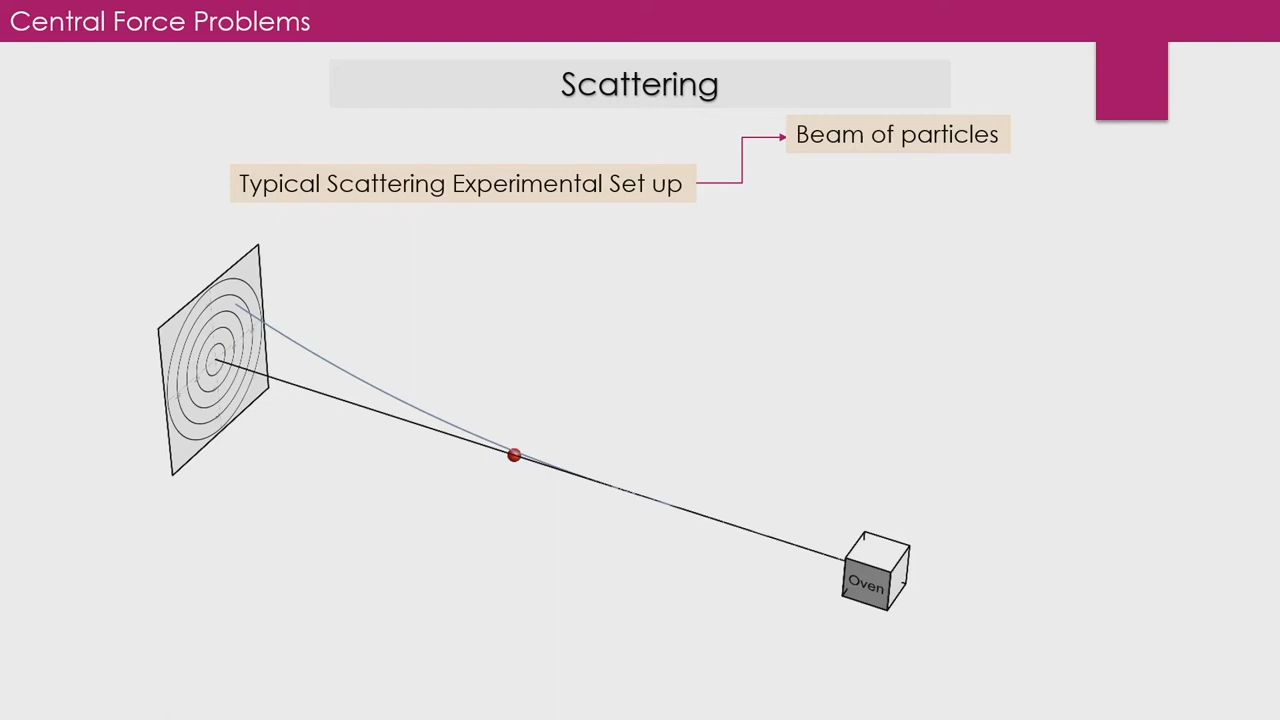 Central Force Problems
Scattering
Beam of particles
Typical Scattering Experimental Set up
Oven